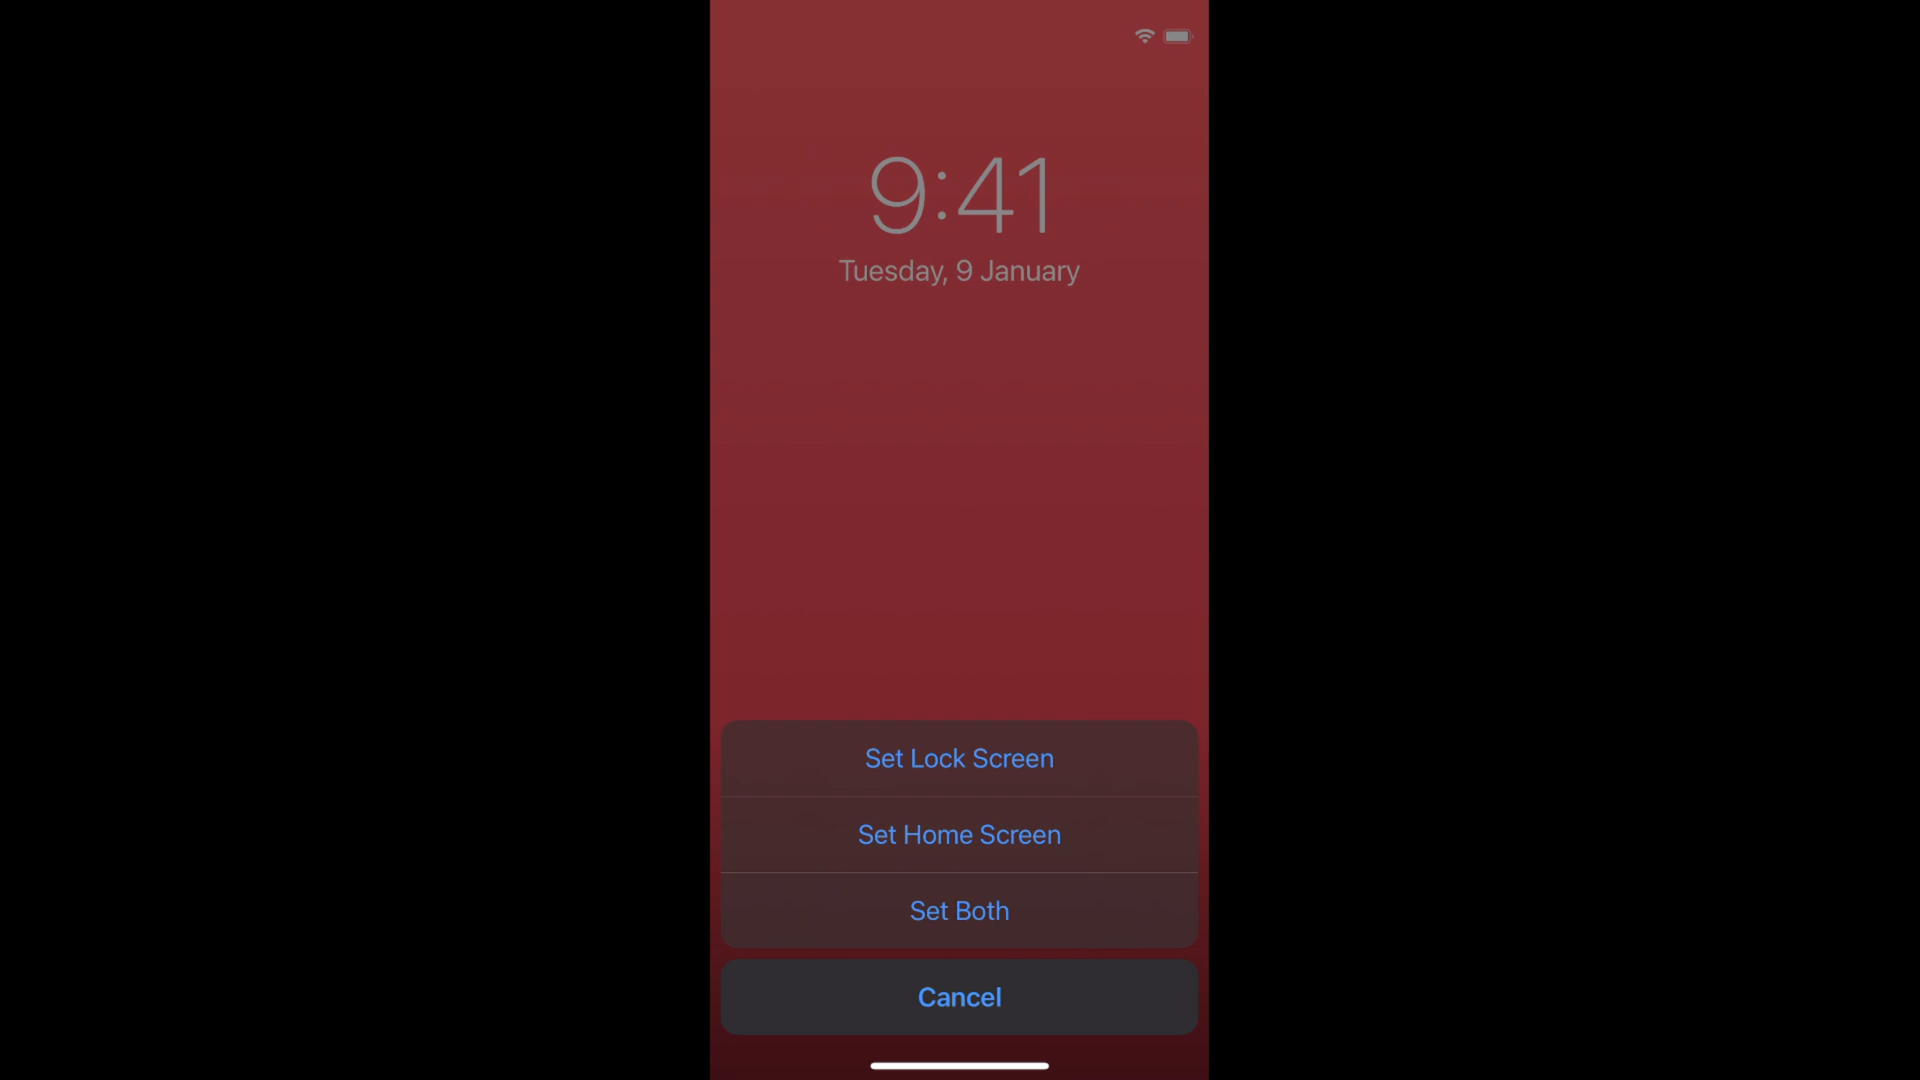 9:41
Tuesday, 9 January
Set Lock Screen
Set Home Screen
Set Both
Cancel